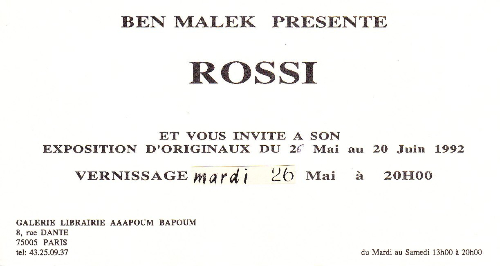 BEN MALEK PRESENTE
ROSSI
ET VOUS INVITE A SON
EXPOSITION D'ORIGINAUX DU 26 Mai au 20 Juin 1992
VERNISSAGE mardi 26 Mai à 20H00
GALERIE LIBRAIRIE AAAPOUM BAPOUM
8, rue DANTE
75005 PARIS
tel: 43.25.09.37
du Mardi au Samedi 13h00 à 20h00